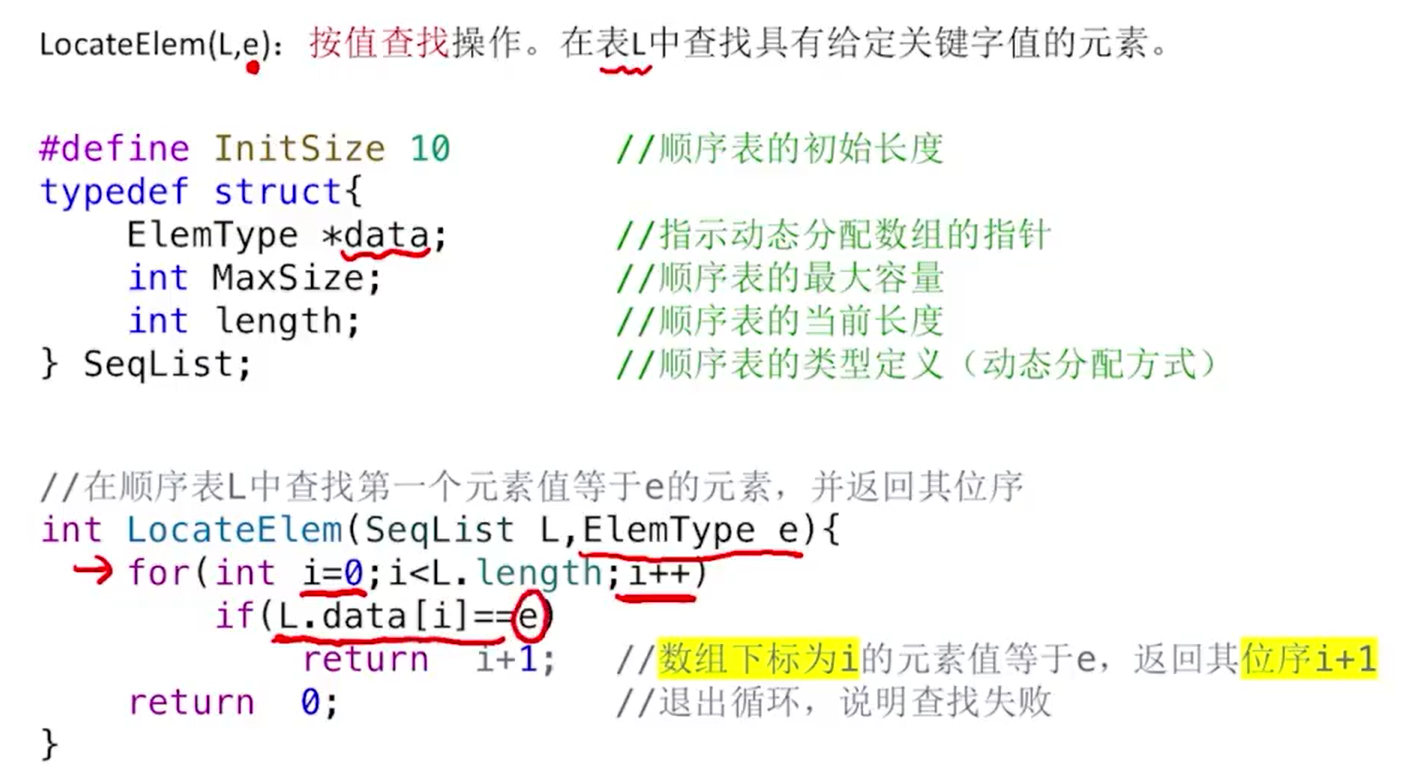 LocateElem(L,e)：按值查找操作。在表L中查找具有给定关键字值的元素。
#define InitSize 10 //顺序表的初始长度
typedef struct{
ElemType *data; //指示动态分配数组的指针
int MaxSize; //顺序表的最大容量
int length; //顺序表的当前长度
} SeqList; //顺序表的类型定义（动态分配方式）
//在顺序表L中查找第一个元素值等于e的元素，并返回其位序
int LocateElem(SeqList L,ElemType e){
for(int i=0;i<L.length;i++)
if(L.data[i]==e)
return i+1; //数组下标为i的元素值等于e，返回其位序i+1
return 0; //退出循环，说明查找失败
}